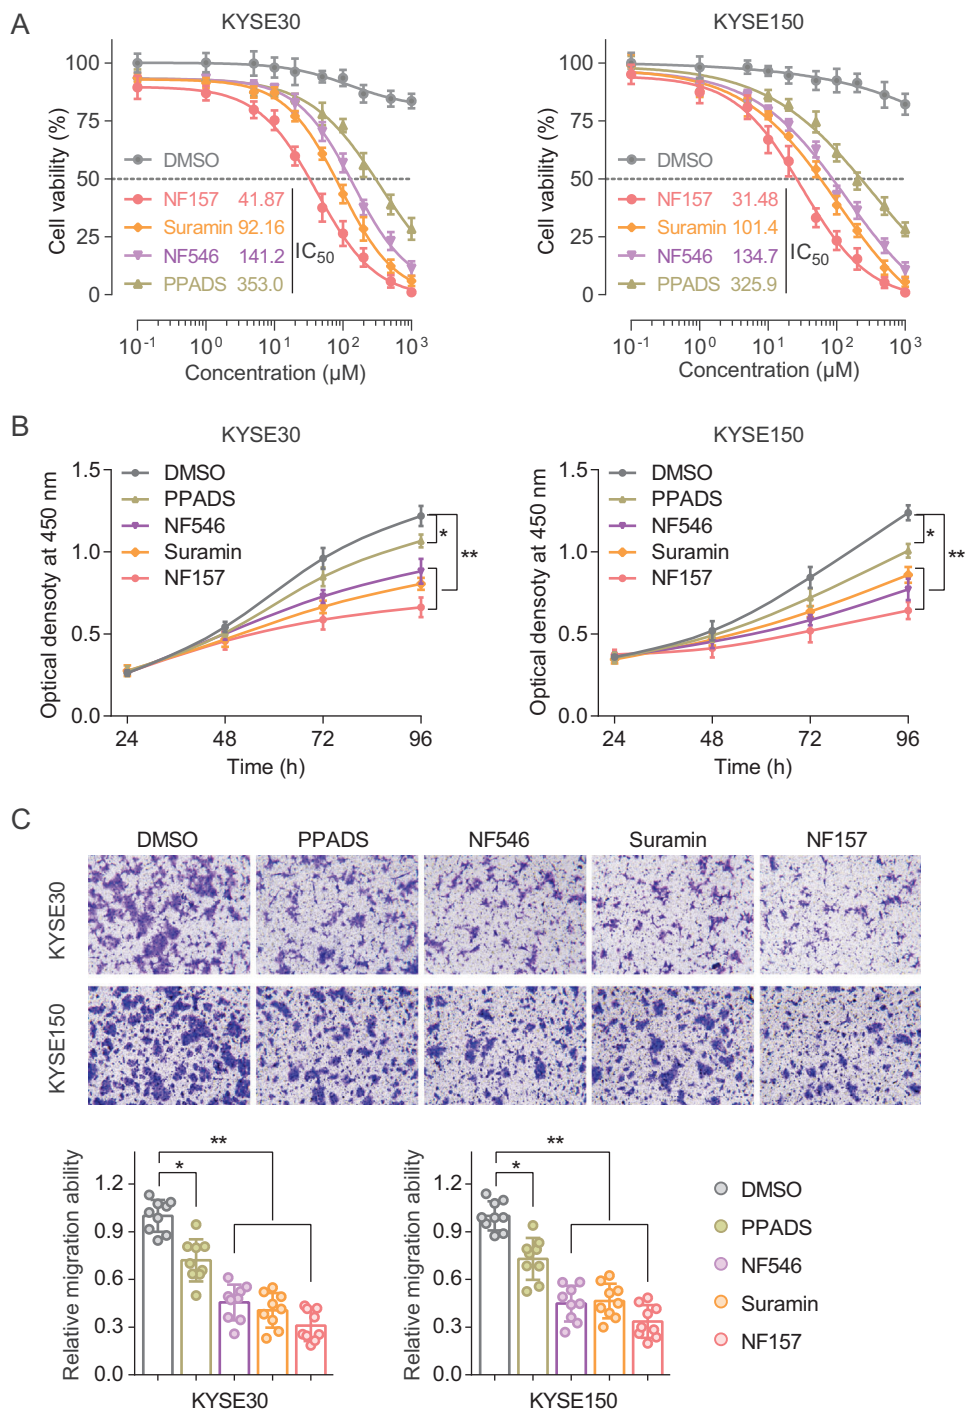 A
KYSE30
KYSE150
Cell vability (%)
100
75
50
25
0
DMSO
NF157 41.87
Suramin 92.16
NF546 141.2
PPADS 353.0
IC50
10-1 100 101 102 103
Concentration (µM)
Cell vability (%)
100
75
50
25
0
DMSO
NF157 31.48
Suramin 101.4
NF546 134.7
PPADS 325.9
IC50
10-1 100 101 102 103
Concentration (µM)
B
KYSE30
KYSE150
Optical densoty at 450 nm
1.5
1.0
0.5
0.0
DMSO
PPADS
NF546
Suramin
NF157
*
**
24 48 72 96
Time (h)
Optical densoty at 450 nm
1.5
1.0
0.5
0.0
DMSO
PPADS
NF546
Suramin
NF157
*
**
24 48 72 96
Time (h)
C
DMSO PPADS NF546 Suramin NF157
KYSE30
KYSE150
Relative migration ability
1.2
0.9
0.6
0.3
0.0
**
*
KYSE30
Relative migration ability
1.2
0.9
0.6
0.3
0.0
**
*
KYSE150
DMSO
PPADS
NF546
Suramin
NF157